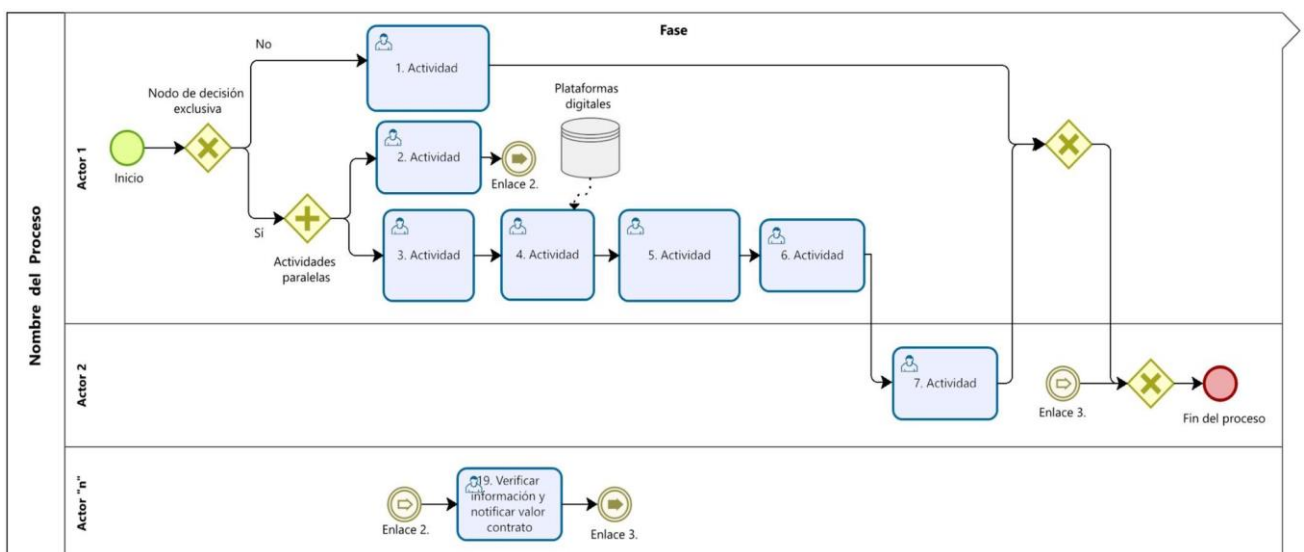 Nombre del Proceso
Fase
Actor 1
No
1. Actividad
Nodo de decisión
exclusiva
Plataformas
digitales
Inicio
2. Actividad
Enlace 2.
Sí
Actividades
paralelas
3. Actividad
4. Actividad
5. Actividad
6. Actividad
Actor 2
7. Actividad
Enlace 3.
Fin del proceso
Actor "n"
Enlace 2.
19. Verificar
información y
notificar valor
contrato
Enlace 3.